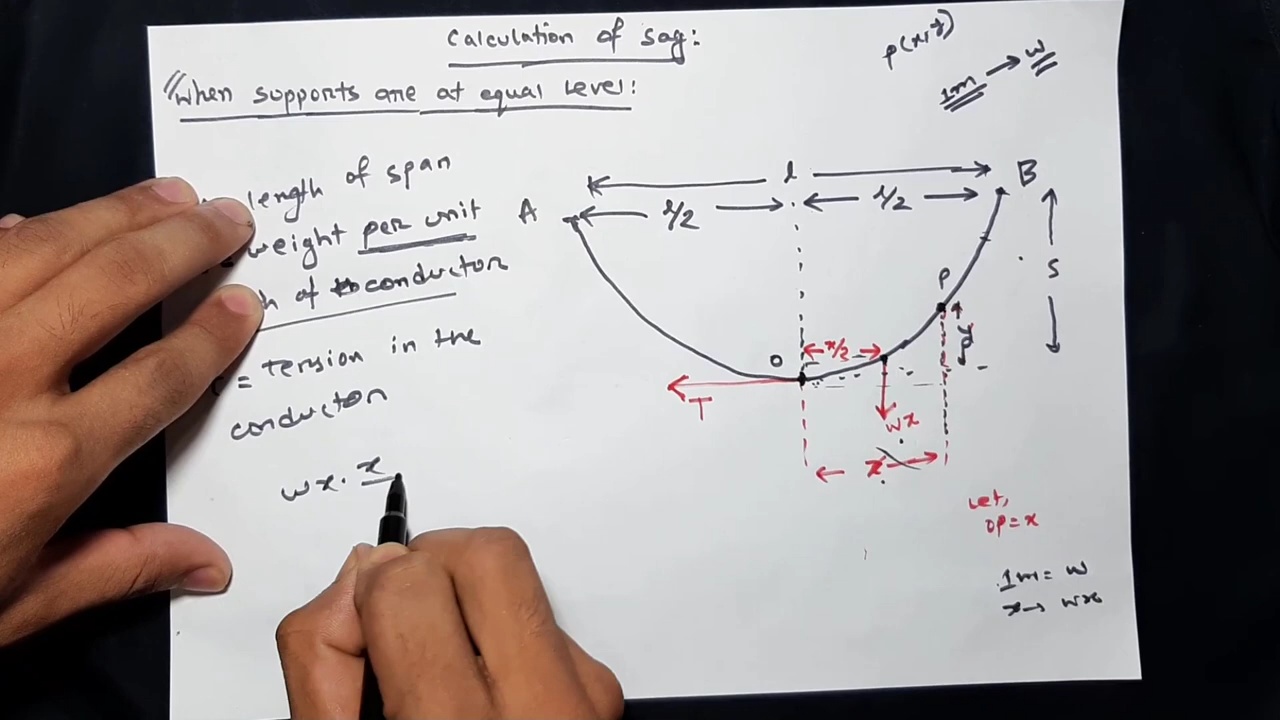 Calculation of sag:
When supports are at equal level:
P(x,y)
1m → w
length of span
weight per unit
h of conductor
= tension in the
conductor
wx. x
l
l/2
l/2
A
B
S
P
y
O
x/2
T
wx
x
Let,
OP = x
1m = w
x → wx